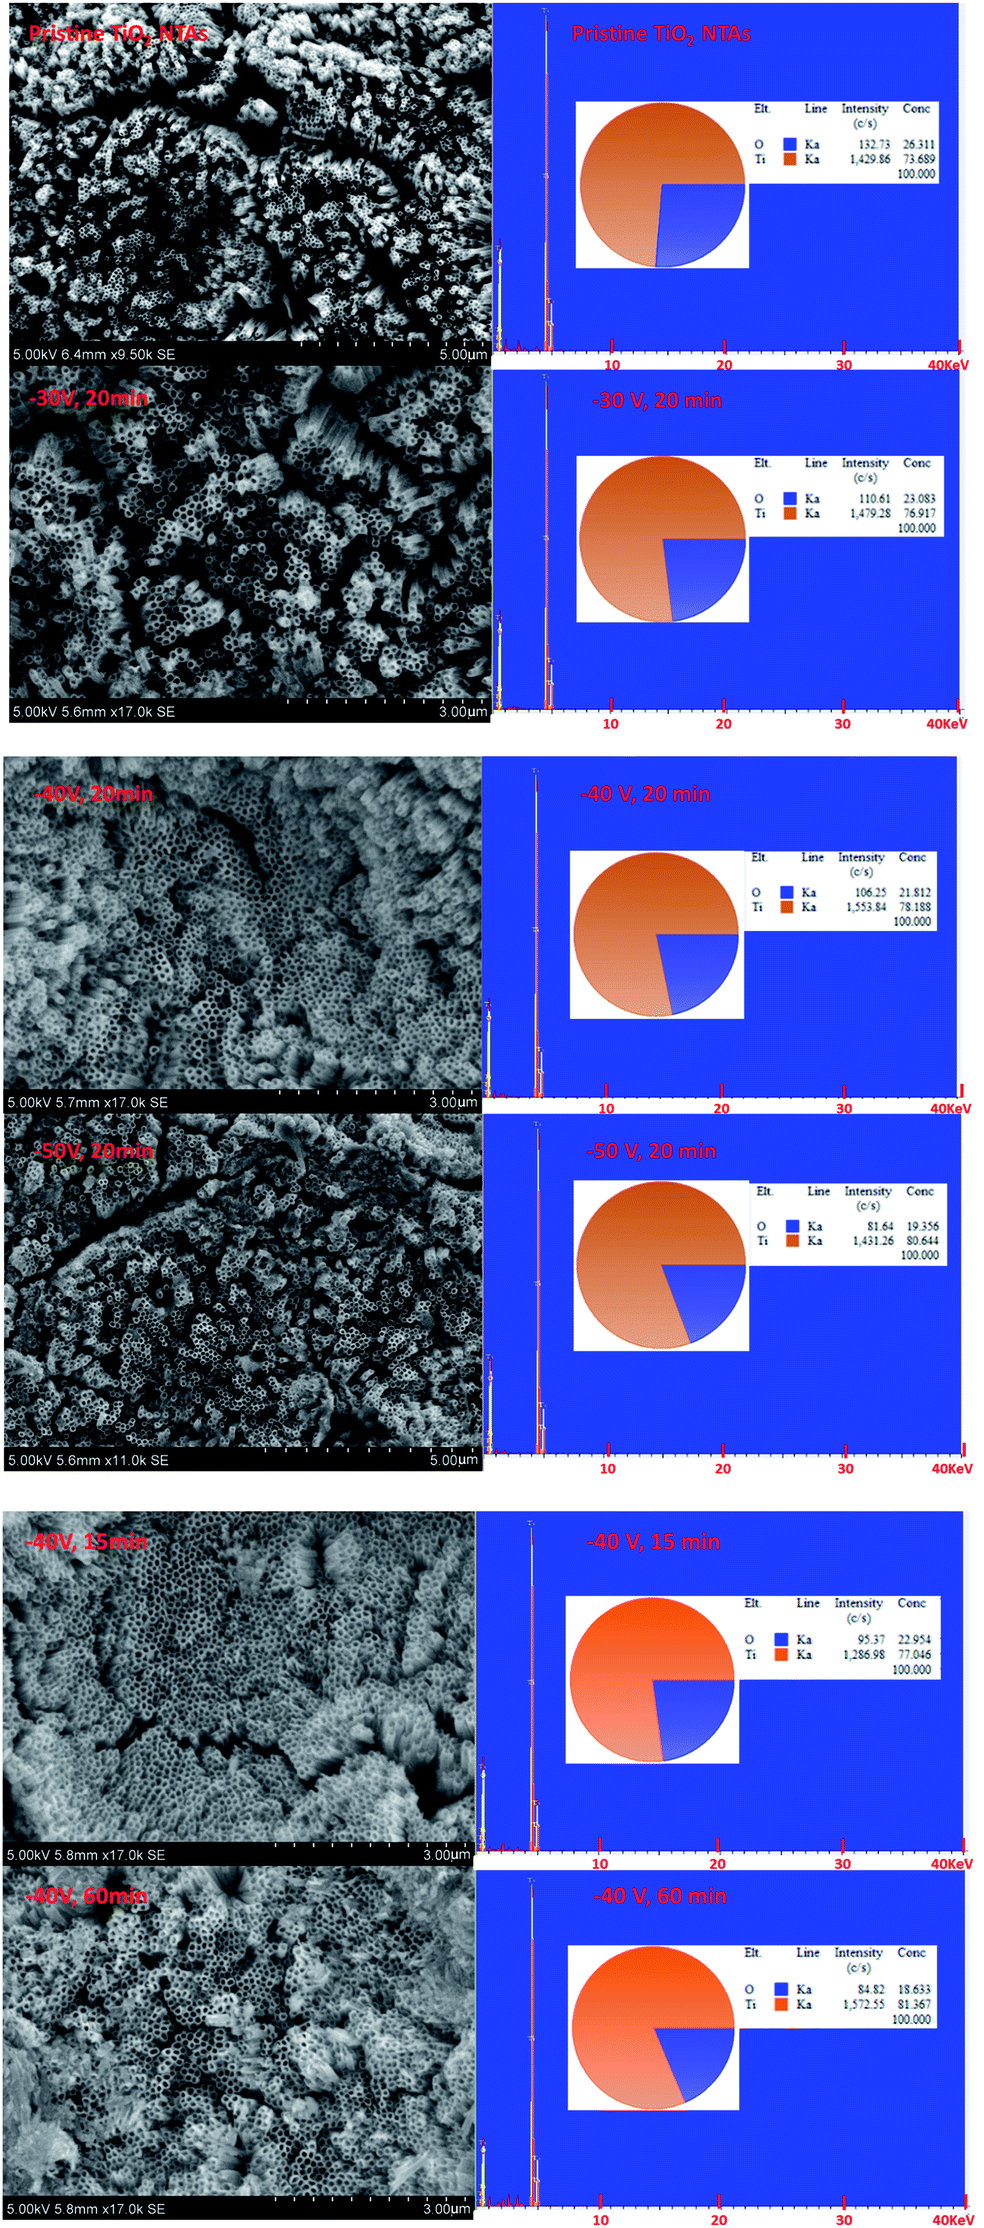 Pristine TiO2 NTAs
5.00kV 6.4mm x9.50k SE 5.00μm
Pristine TiO2 NTAs
Elt. Line Intensity Conc
(c/s)
O Ka 132.73 26.311
Ti Ka 1,429.86 73.689
100.000
10 20 30 40KeV
-30V, 20min
5.00kV 5.6mm x17.0k SE 3.00μm
-30 V, 20 min
Elt. Line Intensity Conc
(c/s)
O Ka 110.61 23.083
Ti Ka 1,479.28 76.917
100.000
10 20 30 40KeV
-40V, 20min
5.00kV 5.7mm x17.0k SE 3.00μm
-40 V, 20 min
Elt. Line Intensity Conc
(c/s)
O Ka 106.25 21.812
Ti Ka 1,553.84 78.188
100.000
10 20 30 40KeV
-50V, 20min
5.00kV 5.6mm x11.0k SE 5.00μm
-50 V, 20 min
Elt. Line Intensity Conc
(c/s)
O Ka 81.64 19.356
Ti Ka 1,431.26 80.644
100.000
10 20 30 40KeV
-40V, 15min
5.00kV 5.8mm x17.0k SE 3.00μm
-40 V, 15 min
Elt. Line Intensity Conc
(c/s)
O Ka 95.37 22.954
Ti Ka 1,286.98 77.046
100.000
10 20 30 40KeV
-40V, 60min
5.00kV 5.8mm x17.0k SE 3.00μm
-40 V, 60 min
Elt. Line Intensity Conc
(c/s)
O Ka 84.82 18.633
Ti Ka 1,572.55 81.367
100.000
10 20 30 40KeV